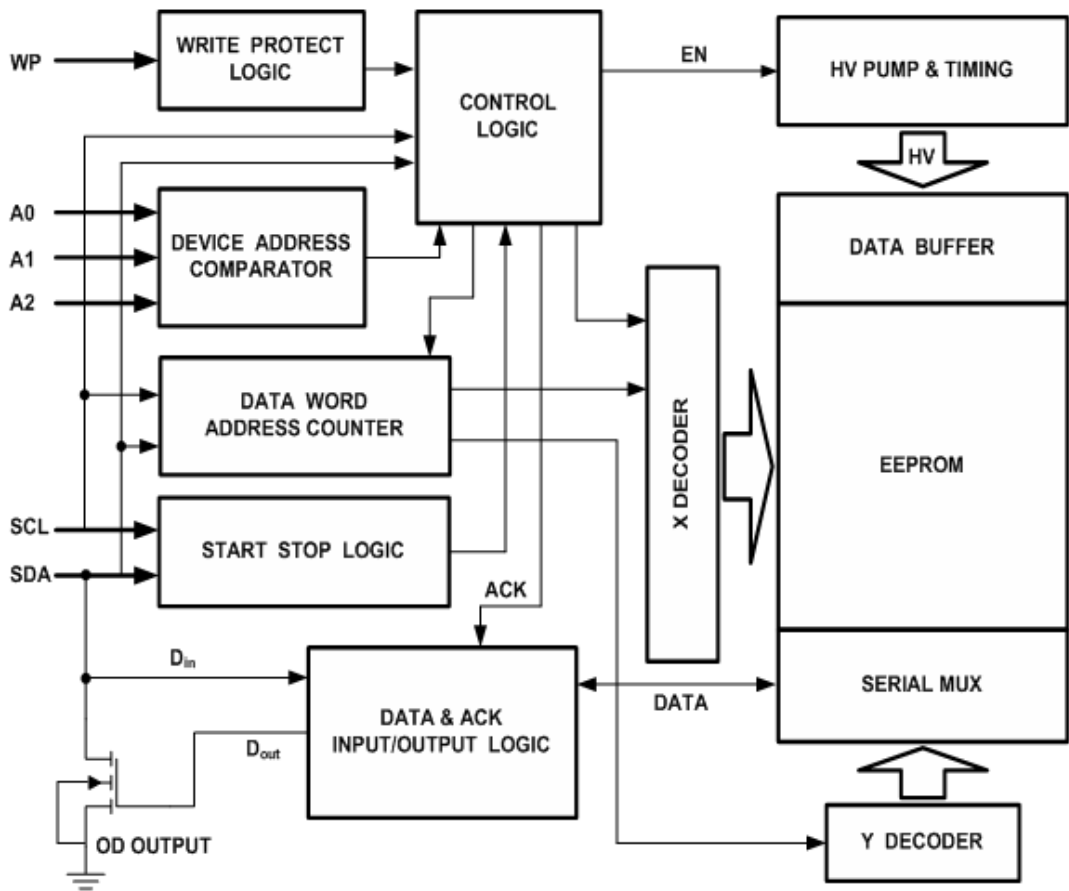 WP
WRITE PROTECT
LOGIC
CONTROL
LOGIC
EN
HV PUMP & TIMING
HV
A0
A1
A2
DEVICE ADDRESS
COMPARATOR
DATA BUFFER
DATA WORD
ADDRESS COUNTER
X DECODER
EEPROM
SCL
SDA
START STOP LOGIC
ACK
Din
DATA & ACK
INPUT/OUTPUT LOGIC
DATA
SERIAL MUX
Dout
OD OUTPUT
Y DECODER